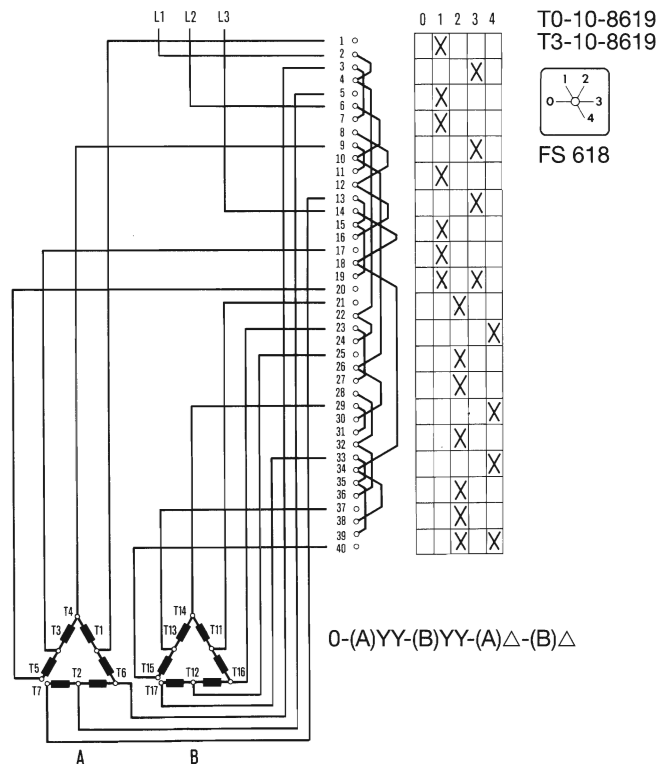 L1 L2 L3
0 1 2 3 4
T0-10-8619
T3-10-8619
1
2
3
4
5
6
7
8
9
10
11
12
13
14
15
16
17
18
19
20
21
22
23
24
25
26
27
28
29
30
31
32
33
34
35
36
37
38
39
40
X
X
X
X
X
X
X
X
X
X X
X
X
X
X
X
X
X
X
X
X X
1 2
0 3
4
FS 618
0-(A)YY-(B)YY-(A)△-(B)△
T4 T14
T3 T1 T13 T11
T5 T2 T6 T15 T12 T16
T7 T17
A B